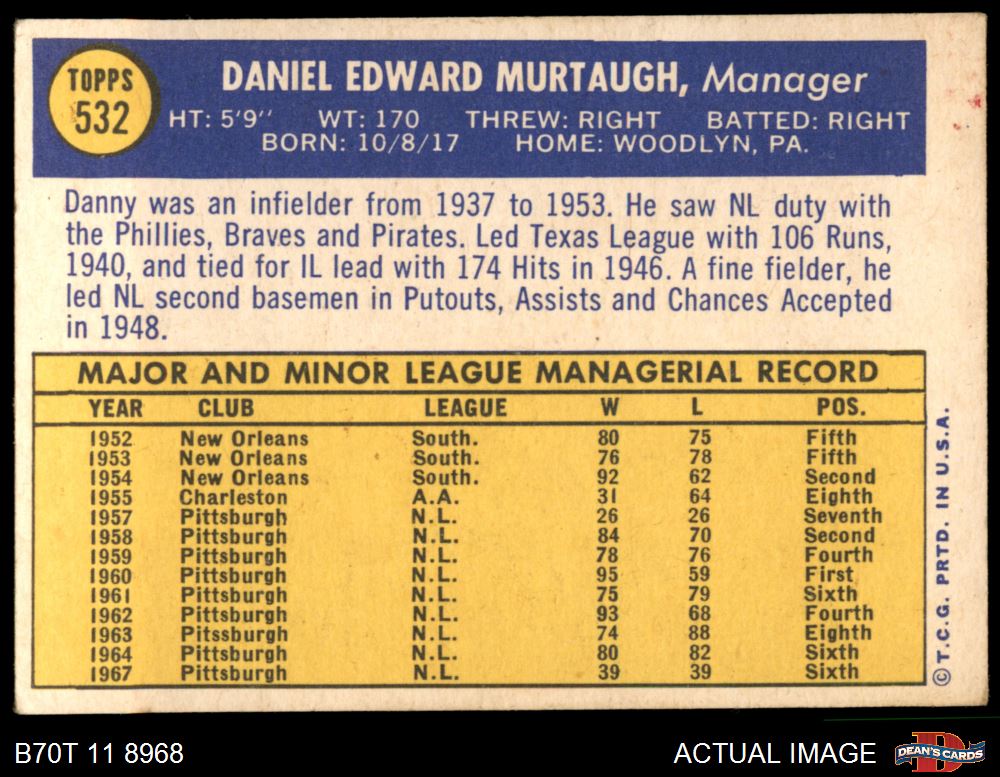 TOPPS
532
DANIEL EDWARD MURTAUGH, Manager
HT: 5'9" WT: 170 THREW: RIGHT BATTED: RIGHT
BORN: 10/8/17 HOME: WOODLYN, PA.
Danny was an infielder from 1937 to 1953. He saw NL duty with
the Phillies, Braves and Pirates. Led Texas League with 106 Runs,
1940, and tied for IL lead with 174 Hits in 1946. A fine fielder, he
led NL second basemen in Putouts, Assists and Chances Accepted
in 1948.
MAJOR AND MINOR LEAGUE MANAGERIAL RECORD
YEAR CLUB LEAGUE W L POS.
1952 New Orleans South. 80 75 Fifth
1953 New Orleans South. 76 78 Fifth
1954 New Orleans South. 92 62 Second
1955 Charleston A.A. 31 64 Eighth
1957 Pittsburgh N.L. 26 26 Seventh
1958 Pittsburgh N.L. 84 70 Second
1959 Pittsburgh N.L. 78 76 Fourth
1960 Pittsburgh N.L. 95 59 First
1961 Pittsburgh N.L. 75 79 Sixth
1962 Pittsburgh N.L. 93 68 Fourth
1963 Pitssburgh N.L. 74 88 Eighth
1964 Pittsburgh N.L. 80 82 Sixth
1967 Pittsburgh N.L. 39 39 Sixth
©T.C.G. PRTD. IN U.S.A.
B70T 11 8968
ACTUAL IMAGE
D
DEAN'S CARDS